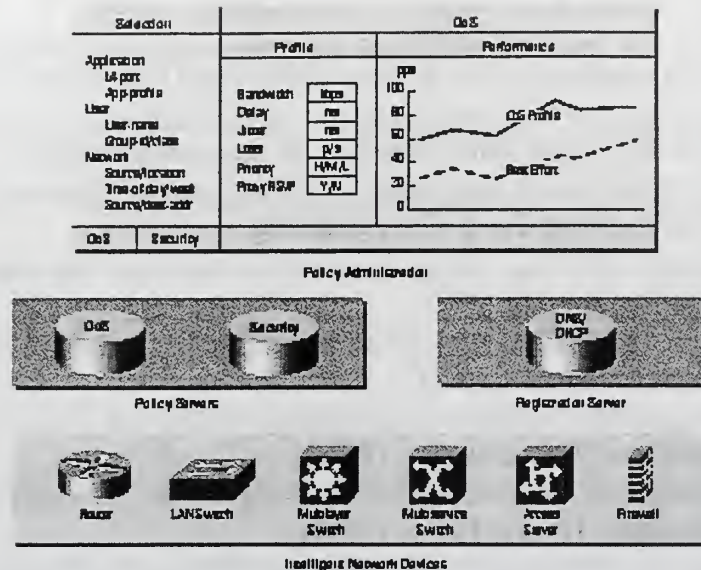 Selection
QoS
Profile
Performance
Application
L4 port
App-profile
User
User-name
Group-id/class
Network
Source/location
Time of day/week
Source/dest-addr
Bandwidth kbps
Delay ms
Jitter ms
Loss p/s
Priority H/M/L
Proxy RSVP Y/N
pps
100
80
60
40
20
0
QoS Profile
Best Effort
QoS Security
Policy Administration
QoS
Security
DNS/
DHCP
Policy Servers
Registration Server
Router
LAN Switch
Multilayer
Switch
Multiservice
Switch
Access
Server
Firewall
Intelligent Network Devices